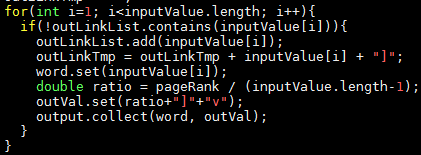 for(int i=1; i<inputValue.length; i++){
if(!outLinkList.contains(inputValue[i])){
outLinkList.add(inputValue[i]);
outLinkTmp = outLinkTmp + inputValue[i] + "]";
word.set(inputValue[i]);
double ratio = pageRank / (inputValue.length-1);
outVal.set(ratio+"]"+"v");
output.collect(word, outVal);
}
}